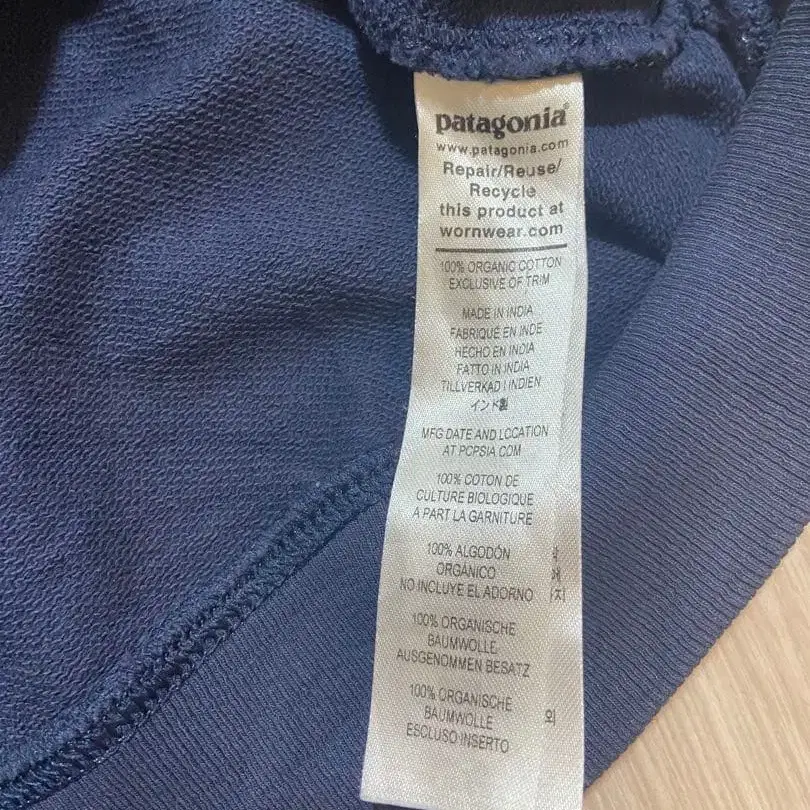 patagonia®
www.patagonia.com
Repair/Reuse/
Recycle
this product at
wornwear.com
100% ORGANIC COTTON
EXCLUSIVE OF TRIM
MADE IN INDIA
FABRIQUÉ EN INDE
HECHO EN INDIA
FATTO IN INDIA
TILLVERKAD I INDIEN
インド製
MFG DATE AND LOCATION
AT PCPSIA.COM
100% COTON DE
CULTURE BIOLOGIQUE
A PART LA GARNITURE
100% ALGODÓN
ORGÁNICO
NO INCLUYE EL ADORNO
100% ORGANISCHE
BAUMWOLLE
AUSGENOMMEN BESATZ
100% ORGANISCHE
BAUMWOLLE
ESCLUSO INSERTO